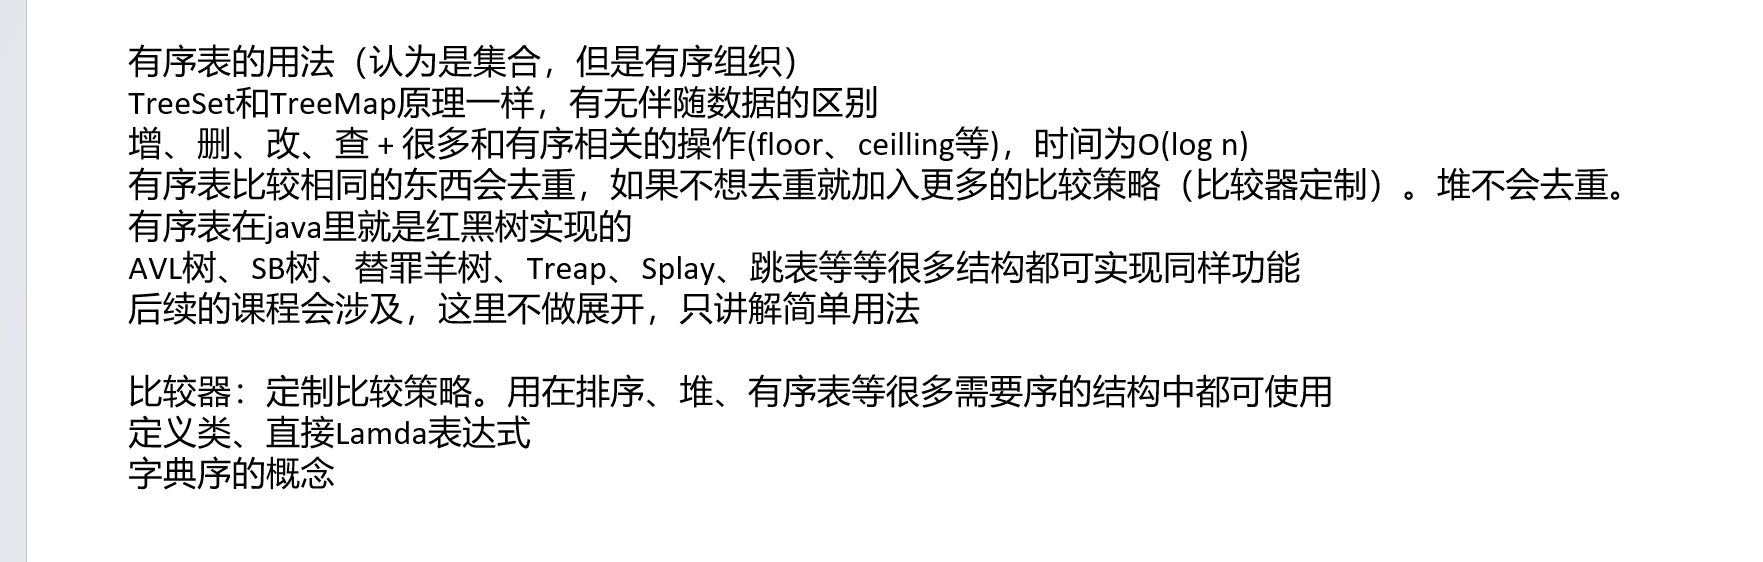 有序表的用法（认为是集合，但是有序组织）
TreeSet和TreeMap原理一样，有无伴随数据的区别
增、删、改、查 + 很多和有序相关的操作(floor、ceilling等)，时间为O(log n)
有序表比较相同的东西会去重，如果不想去重就加入更多的比较策略（比较器定制）。堆不会去重。
有序表在java里就是红黑树实现的
AVL树、SB树、替罪羊树、Treap、Splay、跳表等等很多结构都可实现同样功能
后续的课程会涉及，这里不做展开，只讲解简单用法
比较器：定制比较策略。用在排序、堆、有序表等很多需要序的结构中都可使用
定义类、直接Lamda表达式
字典序的概念